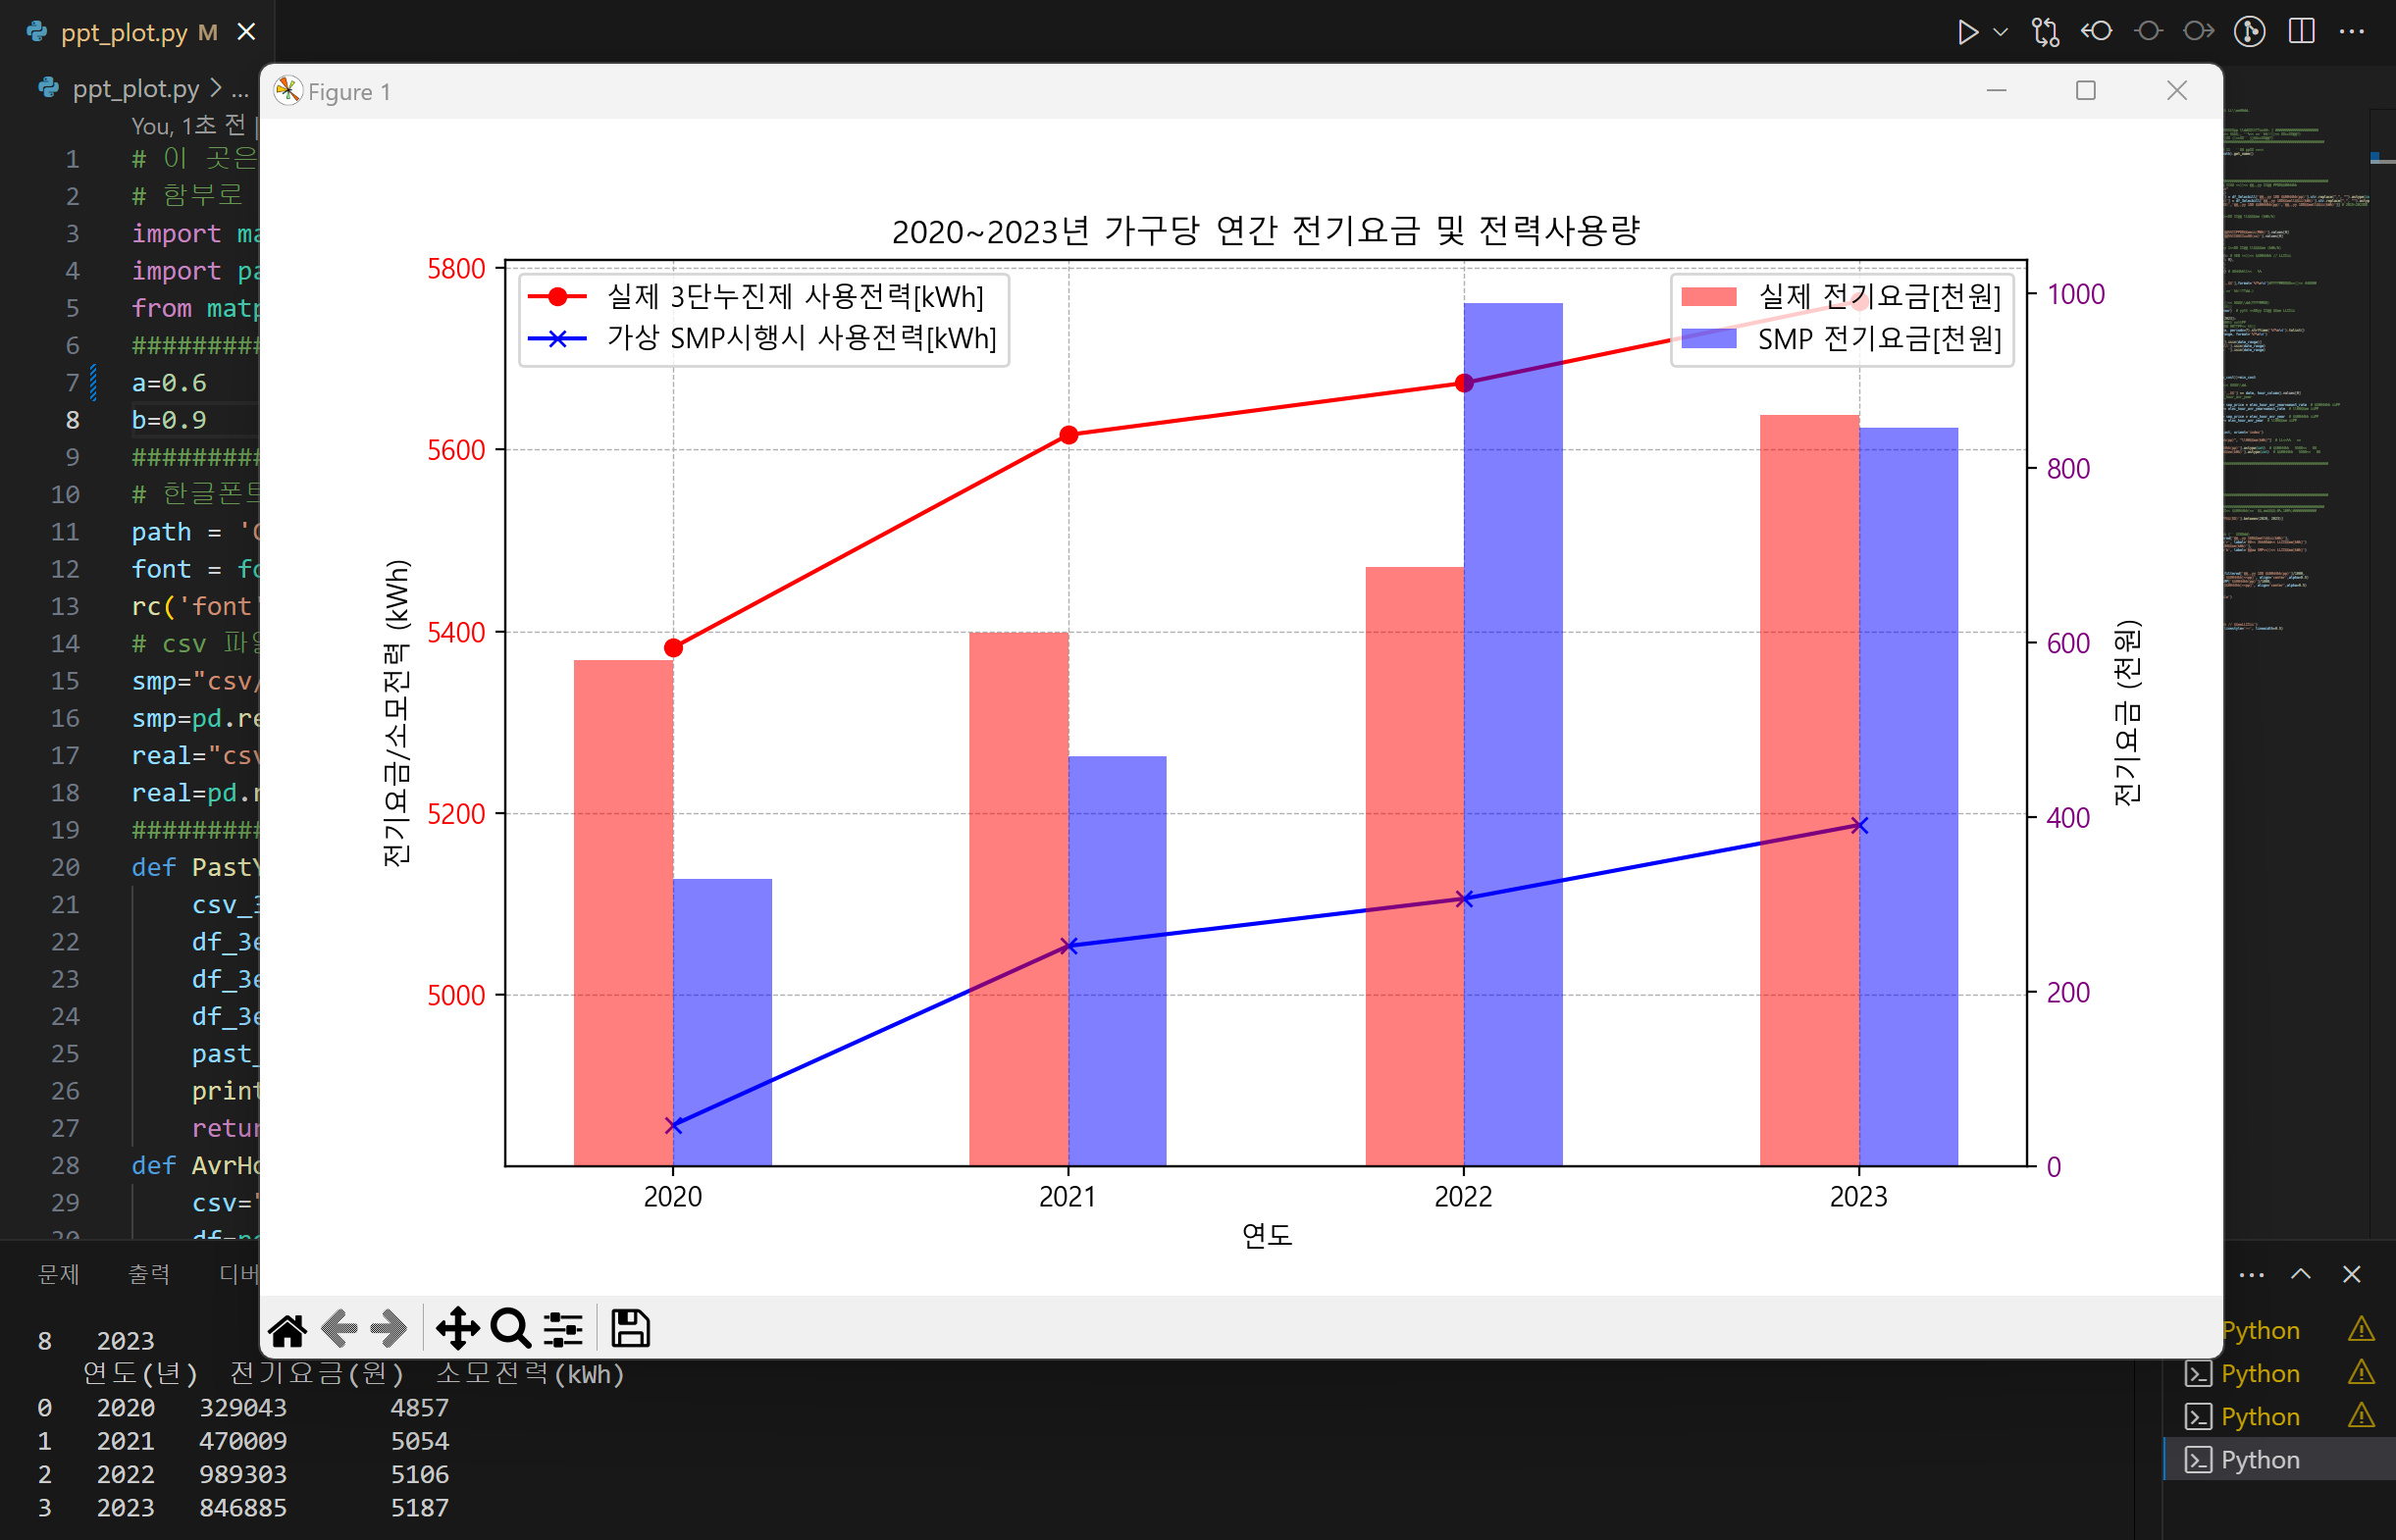 ppt_plot.py M
ppt_plot.py > ...
Figure 1
You, 1초 전 |
1 # 이 곳은
2 # 함부로
3 import ma
4 import pa
5 from matp
6 #########
7 a=0.6
8 b=0.9
9 #########
10 # 한글폰트
11 path = 'C
12 font = fo
13 rc('font'
14 # csv 파일
15 smp="csv/
16 smp=pd.re
17 real="csv
18 real=pd.r
19 #########
20 def PastY
21 csv_3
22 df_3e
23 df_3e
24 df_3e
25 past_
26 print
27 retur
28 def AvrHo
29 csv='
30 df=pe
2020~2023년 가구당 연간 전기요금 및 전력사용량
실제 3단누진제 사용전력[kWh]
가상 SMP시행시 사용전력[kWh]
실제 전기요금[천원]
SMP 전기요금[천원]
5800
5600
5400
5200
5000
전기요금/소모전력 (kWh)
1000
800
600
400
200
0
전기요금 (천원)
2020 2021 2022 2023
연도
문제 출력 디버
8 2023
연도(년) 전기요금(원) 소모전력(kWh)
0 2020 329043 4857
1 2021 470009 5054
2 2022 989303 5106
3 2023 846885 5187
Python
Python
Python
Python